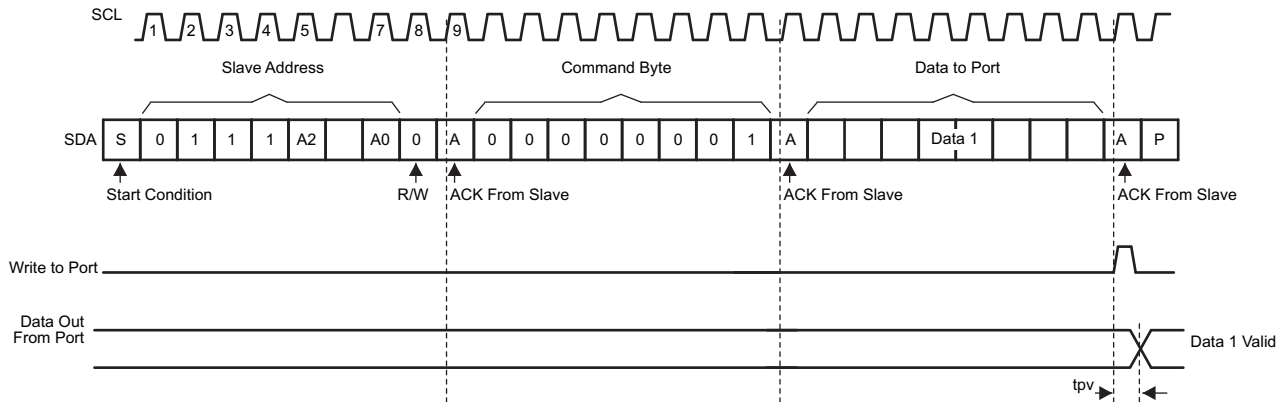 SCL
1 2 3 4 5 7 8 9
Slave Address Command Byte Data to Port
SDA S 0 1 1 1 A2 A0 0 A 0 0 0 0 0 0 0 1 A Data 1 A P
Start Condition R/W ACK From Slave ACK From Slave ACK From Slave
Write to Port
Data Out
From Port
Data 1 Valid
tpv